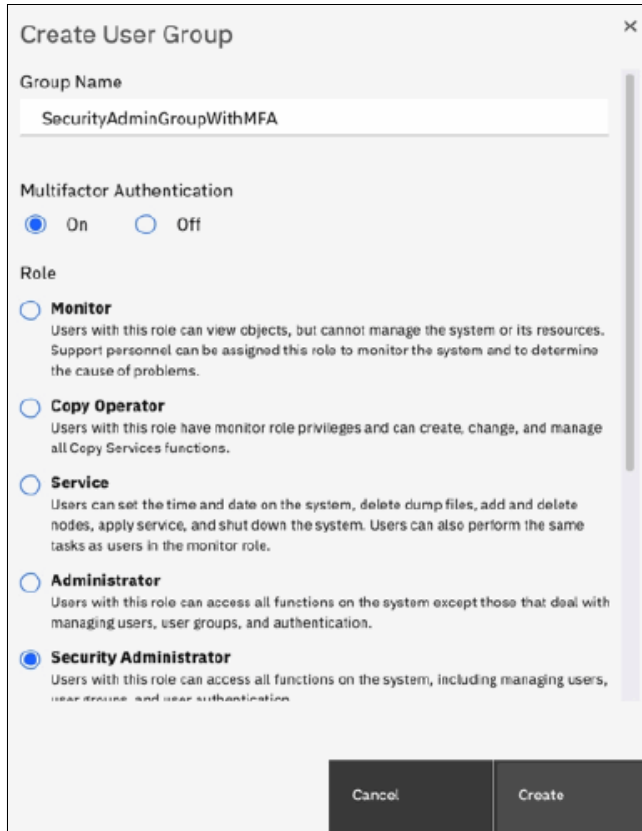 Create User Group
×
Group Name
SecurityAdminGroupWithMFA
Multifactor Authentication
On Off
Role
Monitor
Users with this role can view objects, but cannot manage the system or its resources.
Support personnel can be assigned this role to monitor the system and to determine
the cause of problems.
Copy Operator
Users with this role have monitor role privileges and can create, change, and manage
all Copy Services functions.
Service
Users can set the time and date on the system, delete dump files, add and delete
nodes, apply service, and shut down the system. Users can also perform the same
tasks as users in the monitor role.
Administrator
Users with this role can access all functions on the system except those that deal with
managing users, user groups, and authentication.
Security Administrator
Users with this role can access all functions on the system, including managing users,
user groups, and user authentication.
Cancel Create